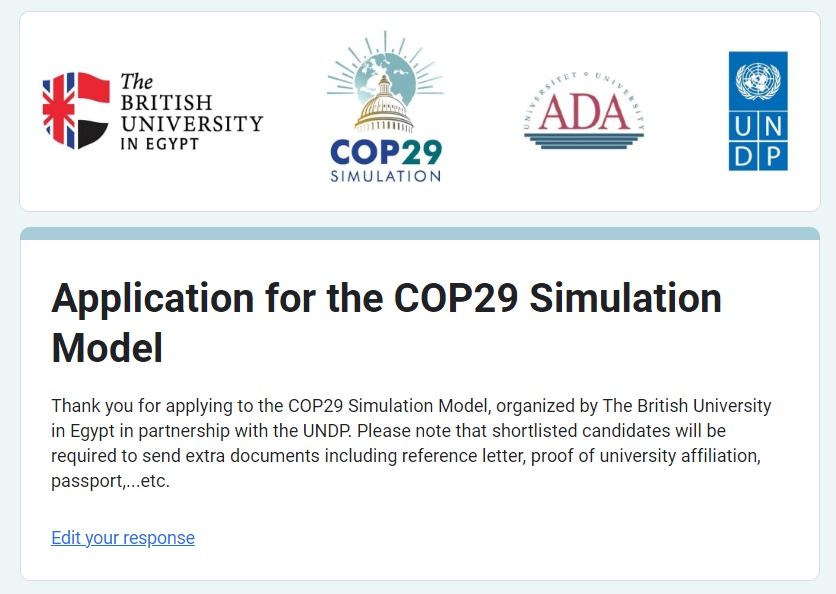 The
BRITISH
UNIVERSITY
IN EGYPT
COP29
SIMULATION
UNIVERSITET UNIVERSITY
ADA
UN
DP
Application for the COP29 Simulation
Model
Thank you for applying to the COP29 Simulation Model, organized by The British University
in Egypt in partnership with the UNDP. Please note that shortlisted candidates will be
required to send extra documents including reference letter, proof of university affiliation,
passport,...etc.
Edit your response